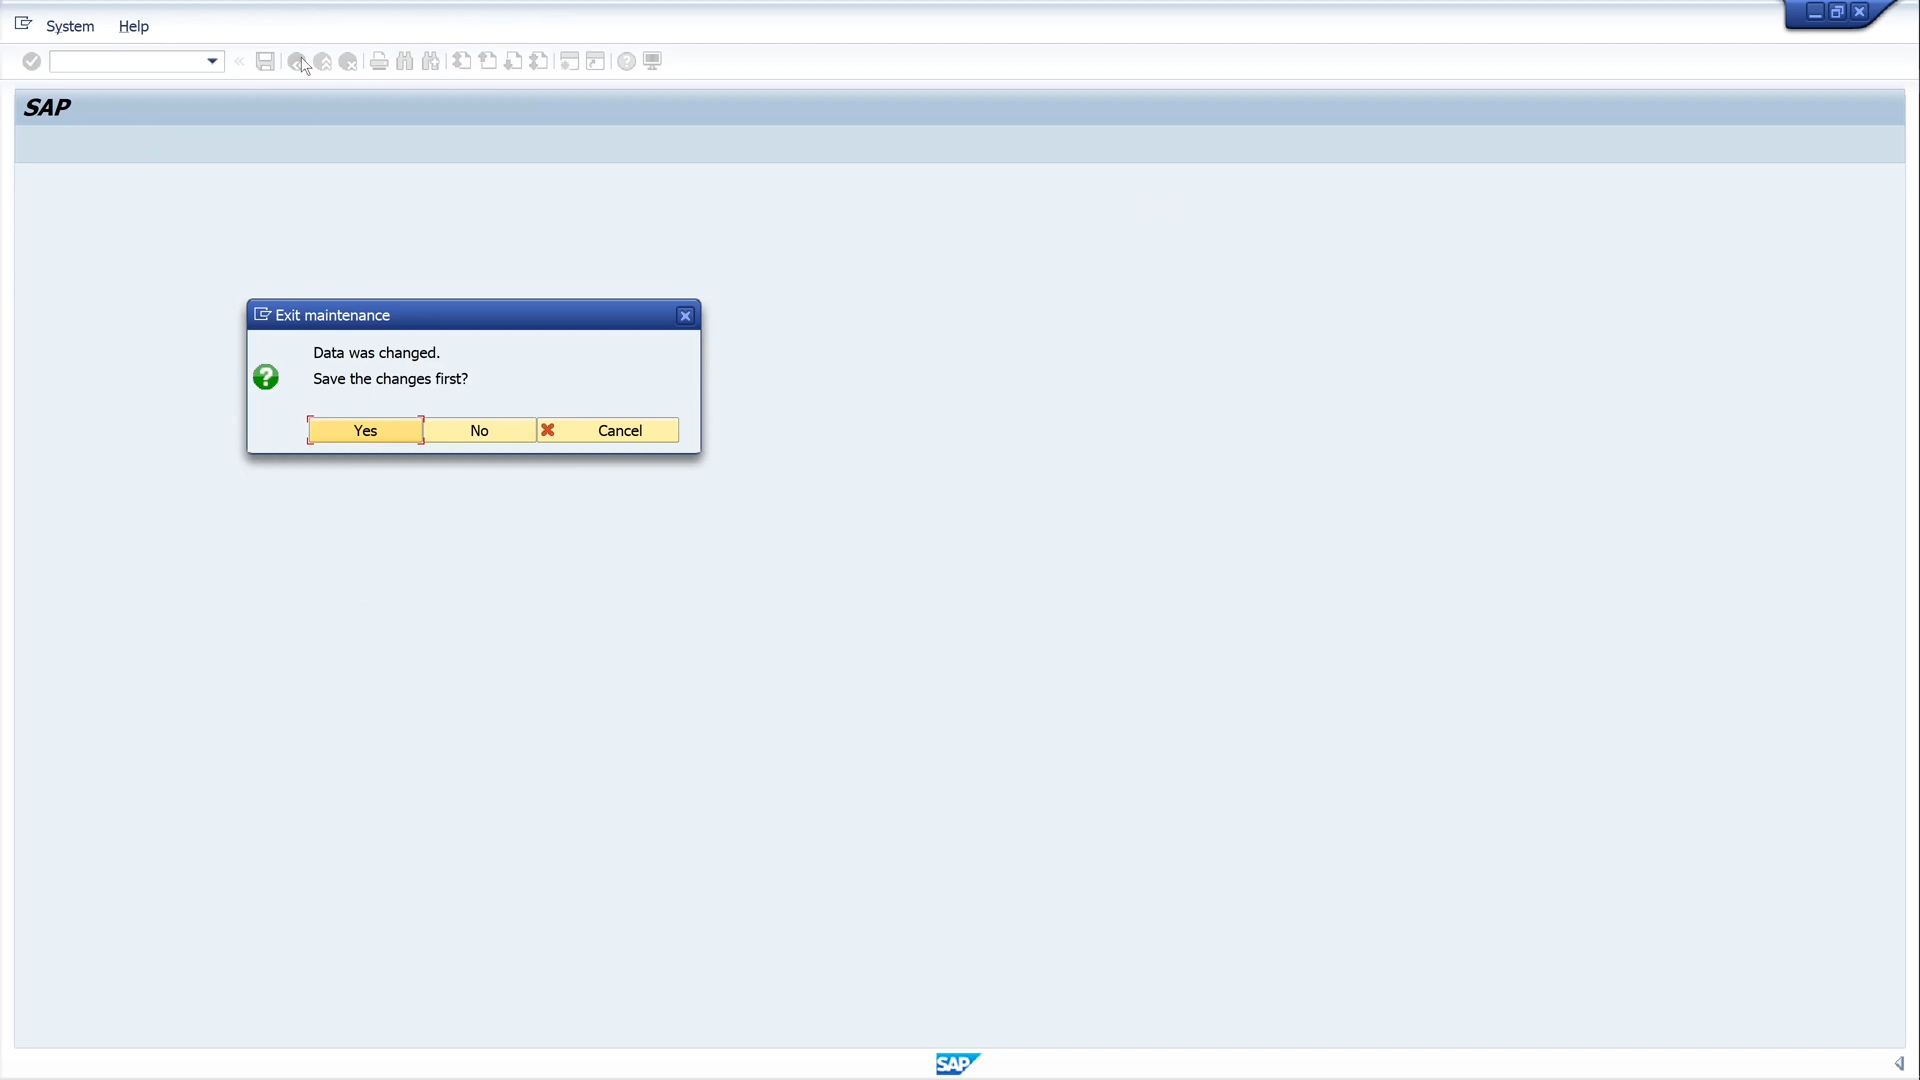 System Help
SAP
Exit maintenance
Data was changed.
Save the changes first?
Yes No Cancel
SAP